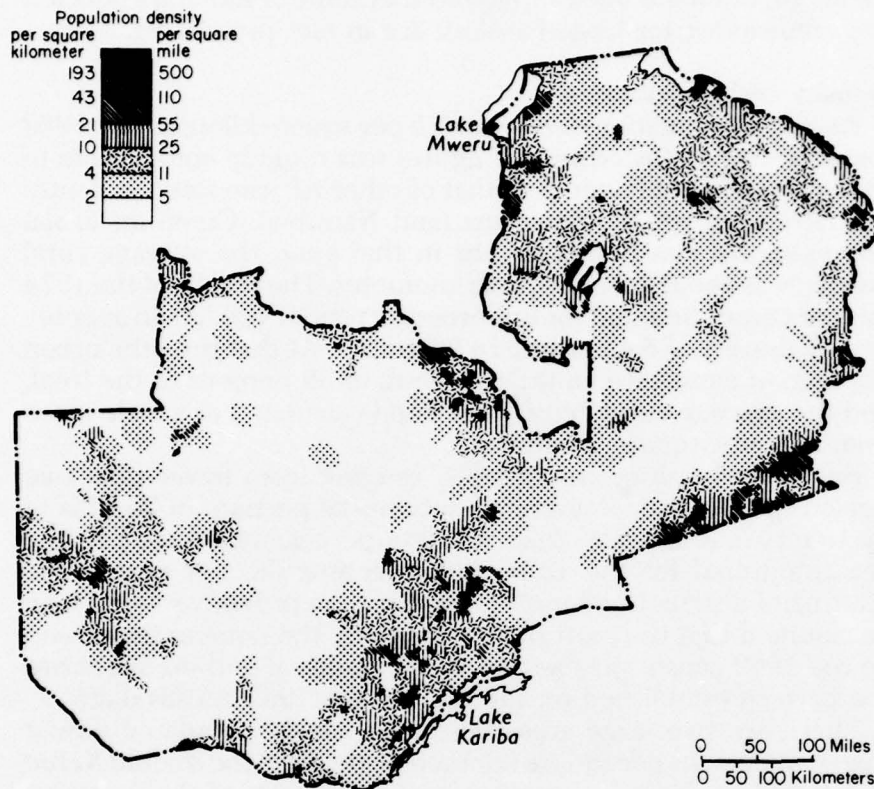 Population density
per square kilometer per square mile
193 500
43 110
21 55
10 25
4 11
2 5
Lake Mweru
Lake Kariba
0 50 100 Miles
0 50 100 Kilometers